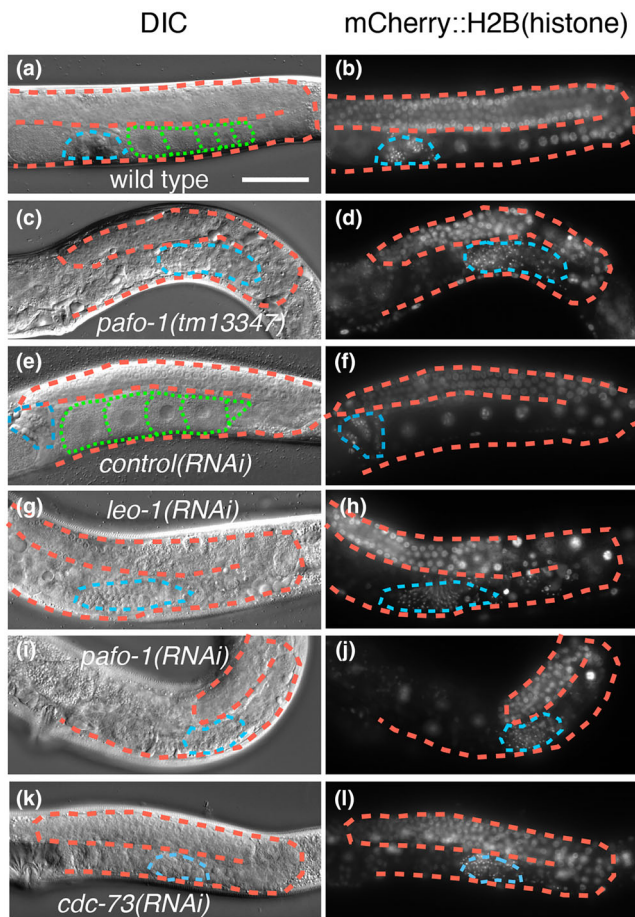 DIC mCherry::H2B(histone)
(a) (b)
wild type
(c) (d)
pafo-1(tm13347)
(e) (f)
control(RNAi)
(g) leo-1(RNAi) (h)
(i) pafo-1(RNAi) (j)
(k) (l)
cdc-73(RNAi)